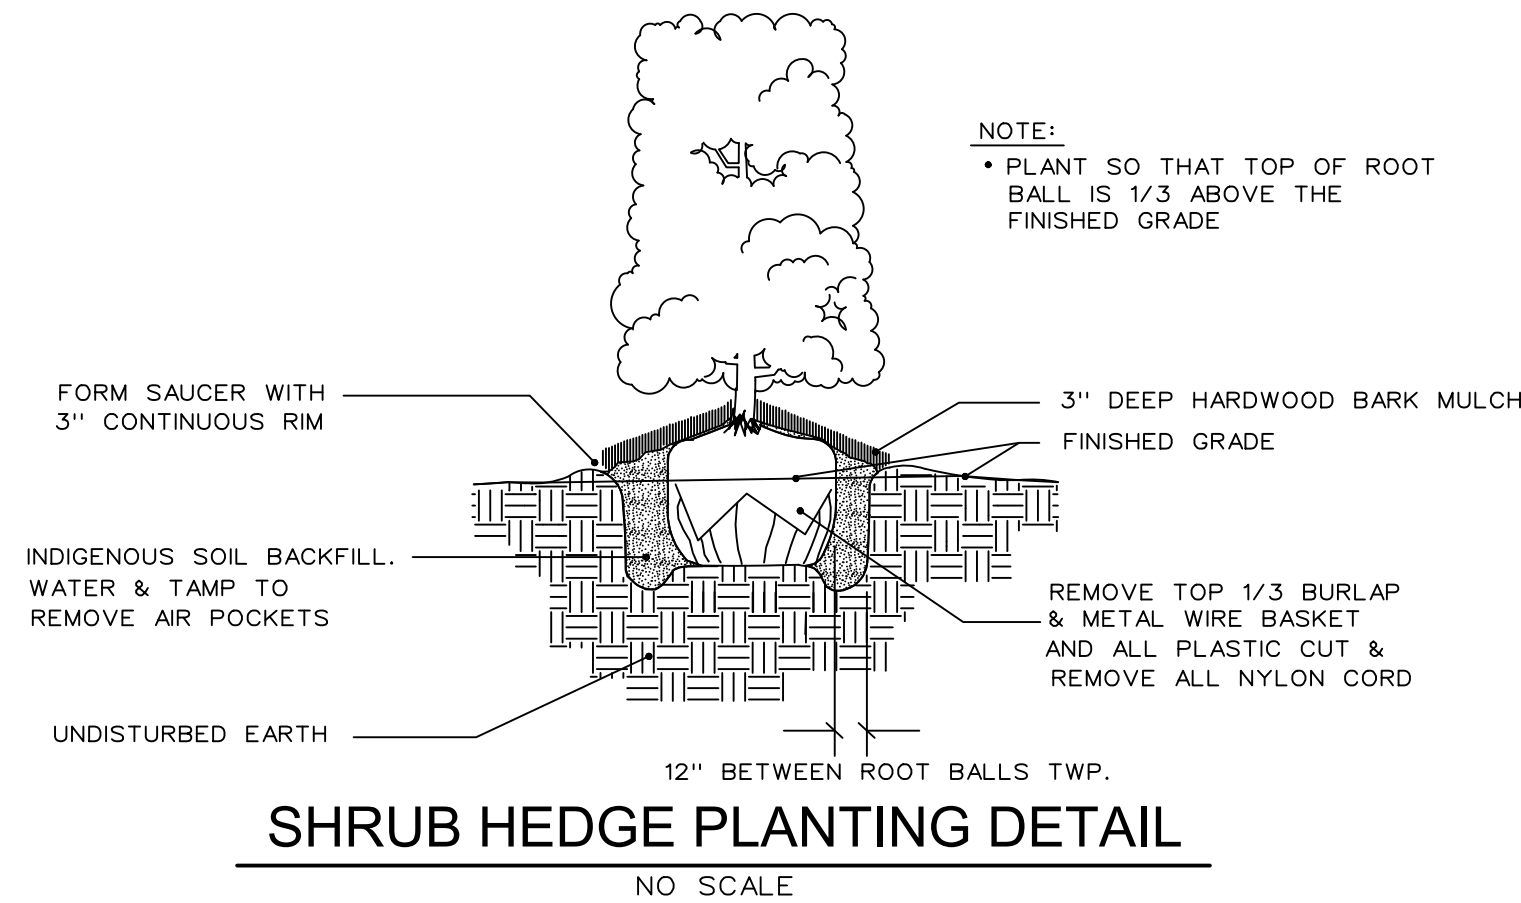 NOTE:
• PLANT SO THAT TOP OF ROOT
BALL IS 1/3 ABOVE THE
FINISHED GRADE
FORM SAUCER WITH
3" CONTINUOUS RIM
3" DEEP HARDWOOD BARK MULCH
FINISHED GRADE
INDIGENOUS SOIL BACKFILL.
WATER & TAMP TO
REMOVE AIR POCKETS
REMOVE TOP 1/3 BURLAP
& METAL WIRE BASKET
AND ALL PLASTIC CUT &
REMOVE ALL NYLON CORD
UNDISTURBED EARTH
12" BETWEEN ROOT BALLS TWP.
SHRUB HEDGE PLANTING DETAIL
NO SCALE